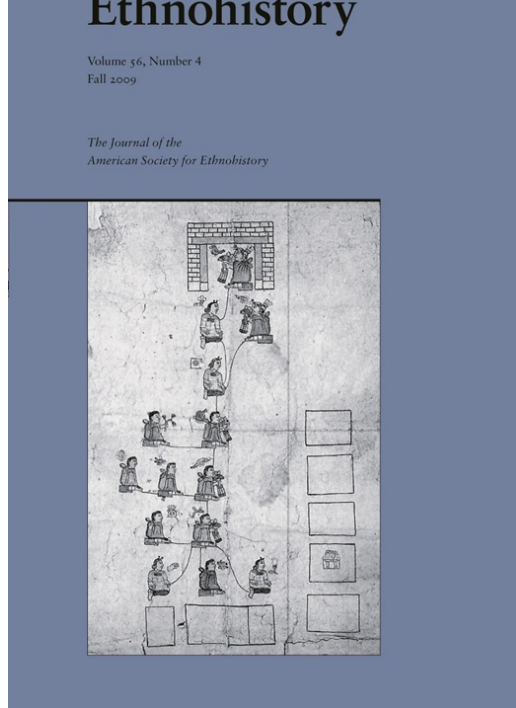 Ethnohistory
Volume 56, Number 4
Fall 2009
The Journal of the
American Society for Ethnohistory